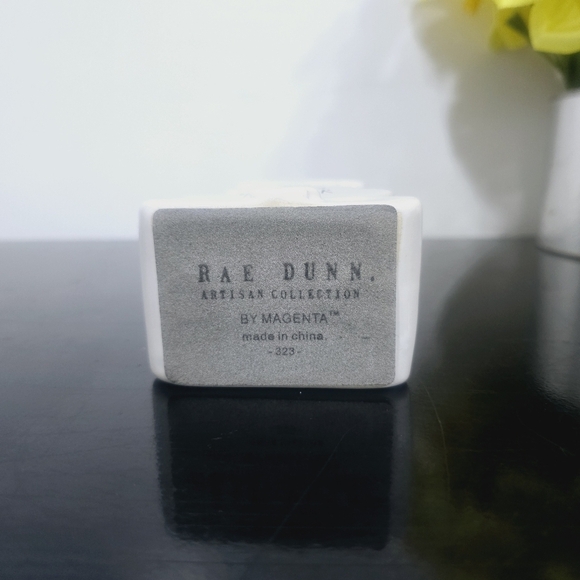 RAE DUNN.
ARTISAN COLLECTION
BY MAGENTA™
made in china.
- 323 -